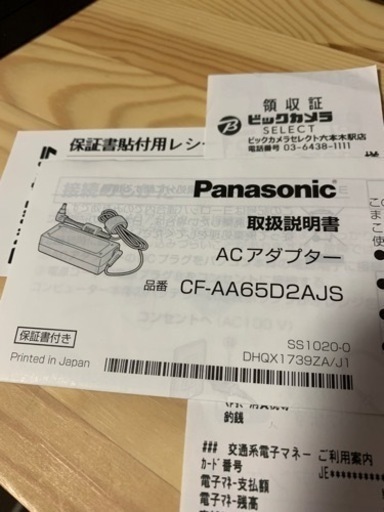 領収証
ビックカメラ
SELECT
ビックカメラセレクト六本木駅店
電話番号 03-6438-1111
保証書貼付用レシ
Panasonic
取扱説明書
ACアダプター
品番 CF-AA65D2AJS
保証書付き
Printed in Japan
SS1020-0
DHQX1739ZA/J1
コンセントへ(AC100 V)
釣銭
### 交通系電子マネー ご利用案内
カード番号 JE
電子マネー支払額
電子マネー残高